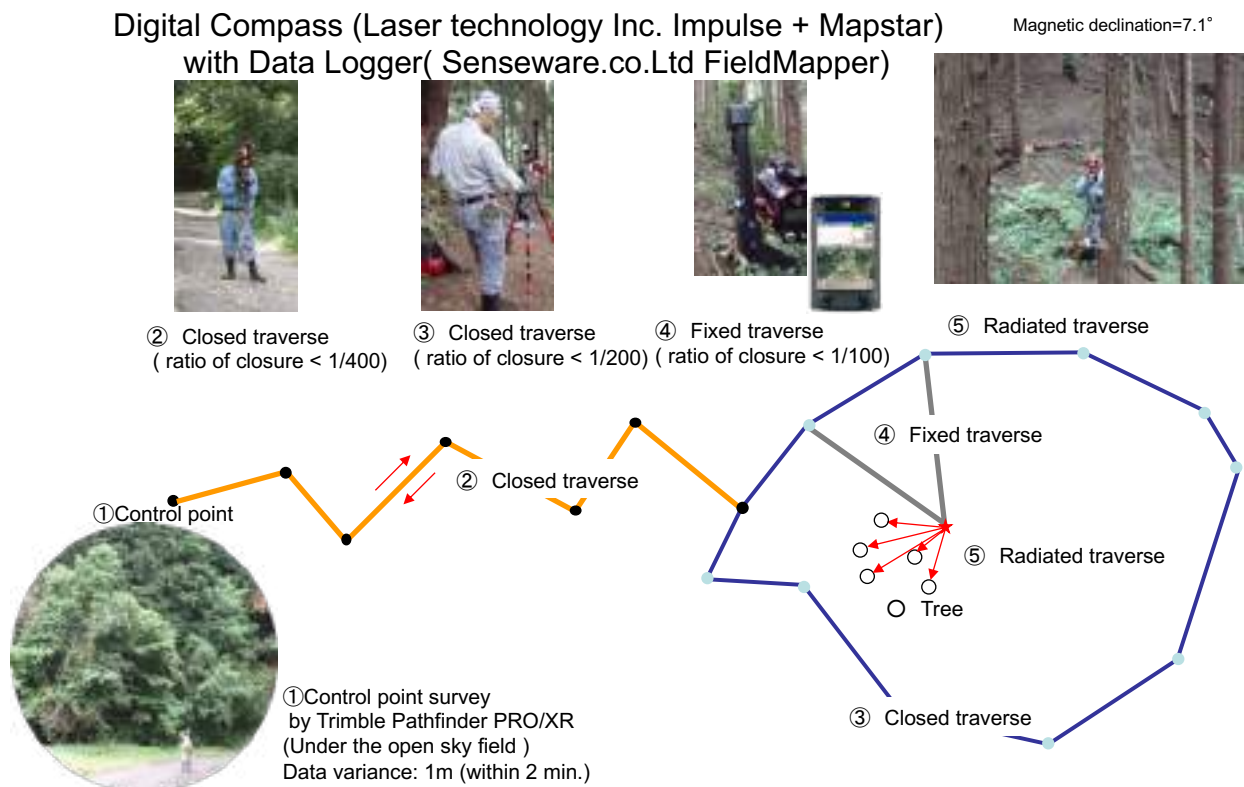 Digital Compass (Laser technology Inc. Impulse + Mapstar)
with Data Logger( Senseware.co.Ltd FieldMapper)
Magnetic declination=7.1°
② Closed traverse
( ratio of closure < 1/400)
③ Closed traverse
( ratio of closure < 1/200)
④ Fixed traverse
( ratio of closure < 1/100)
⑤ Radiated traverse
④ Fixed traverse
② Closed traverse
①Control point
⑤ Radiated traverse
Tree
①Control point survey
by Trimble Pathfinder PRO/XR
(Under the open sky field )
Data variance: 1m (within 2 min.)
③ Closed traverse